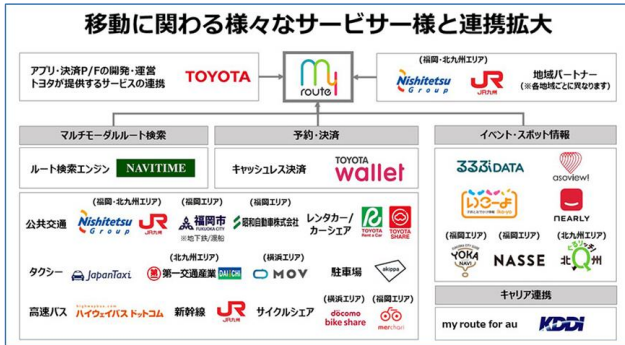 移動に関わる様々なサービサー様と連携拡大
アプリ・決済P/Fの開発・運営
トヨタが提供するサービスの連携
TOYOTA
my
route
(福岡・北九州エリア)
Nishitetsu
Group
JR
JR九州
地域パートナー
(※各地域ごとに異なります)
マルチモーダルルート検索
ルート検索エンジン
NAVITIME
予約・決済
キャッシュレス決済
TOYOTA
wallet
イベント・スポット情報
るるぶDATA
asoview!
いこーよ
NEARLY
(福岡エリア)
YOKA
NAVI
(福岡エリア)
NASSE
(北九州エリア)
ぐるリッチ!
北Q州
公共交通
(福岡・北九州エリア)
Nishitetsu
Group
JR
JR九州
(福岡エリア)
福岡市
FUKUOKA CITY
※地下鉄/渡船
(福岡エリア)
昭和自動車株式会社
レンタカー/
カーシェア
TOYOTA
Rent a Car
TOYOTA
SHARE
タクシー
JapanTaxi
(北九州エリア)
第一交通産業
DAIICHI
(横浜エリア)
MOV
駐車場
akippa
高速バス
highwaybus.com
ハイウェイバスドットコム
新幹線
JR
JR九州
サイクルシェア
(横浜エリア)
docomo
bike share
(福岡エリア)
merchari
キャリア連携
my route for au
KDDI